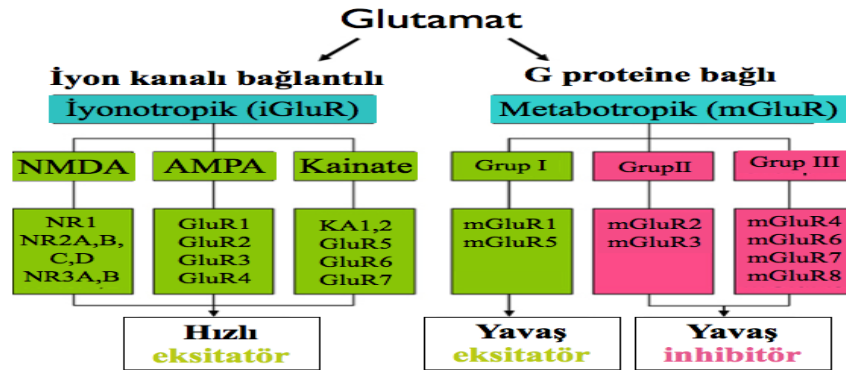 Glutamat
İyon kanalı bağlantılı
G proteine bağlı
İyonotropik (iGluR)
Metabotropik (mGluR)
NMDA
AMPA
Kainate
Grup I
GrupII
Grup III
NR1
NR2A,B,
C,D
NR3A,B
GluR1
GluR2
GluR3
GluR4
KA1,2
GluR5
GluR6
GluR7
mGluR1
mGluR5
mGluR2
mGluR3
mGluR4
mGluR6
mGluR7
mGluR8
Hızlı
eksitatör
Yavaş
eksitatör
Yavaş
inhibitör